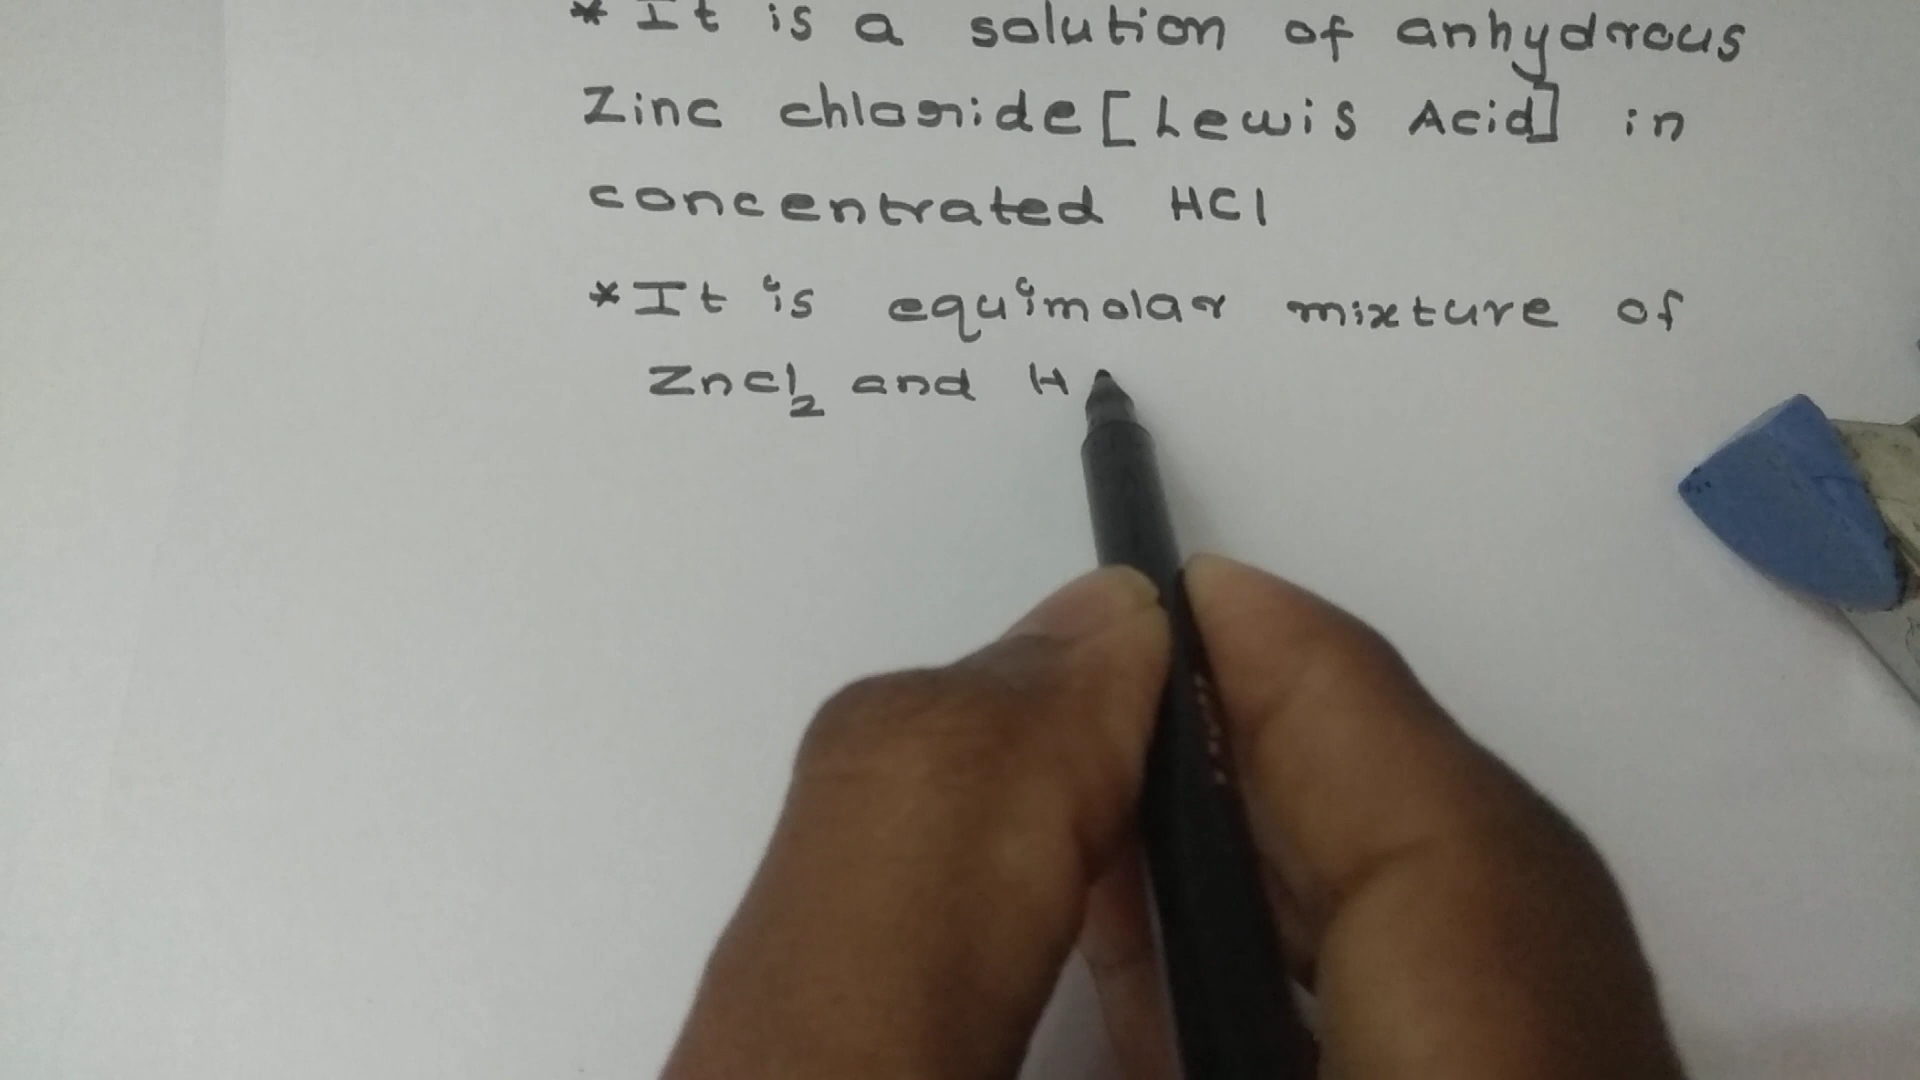 * It is a solution of anhydrous
Zinc chloride [Lewis Acid] in
concentrated HCl
* It is equimolar mixture of
ZnCl2 and H